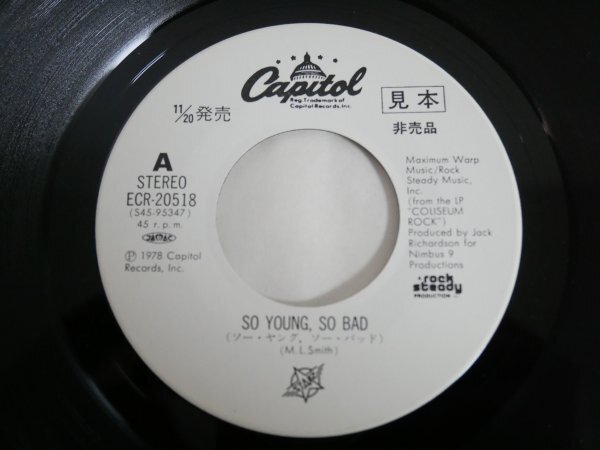 Capitol
Reg. Trademark of
Capitol Records, Inc.
11/20 発売
見本
非売品
A
STEREO
ECR-20518
(S45-95347)
45 r.p.m.
Ⓟ 1978 Capitol
Records, Inc.
Maximum Warp
Music/Rock
Steady Music,
Inc.
(from the LP
"COLISEUM
ROCK")
Produced by Jack
Richardson for
Nimbus 9
Productions
rock
steady
PRODUCTION
SO YOUNG, SO BAD
(ソー・ヤング, ソー・バッド)
(M.L.Smith)